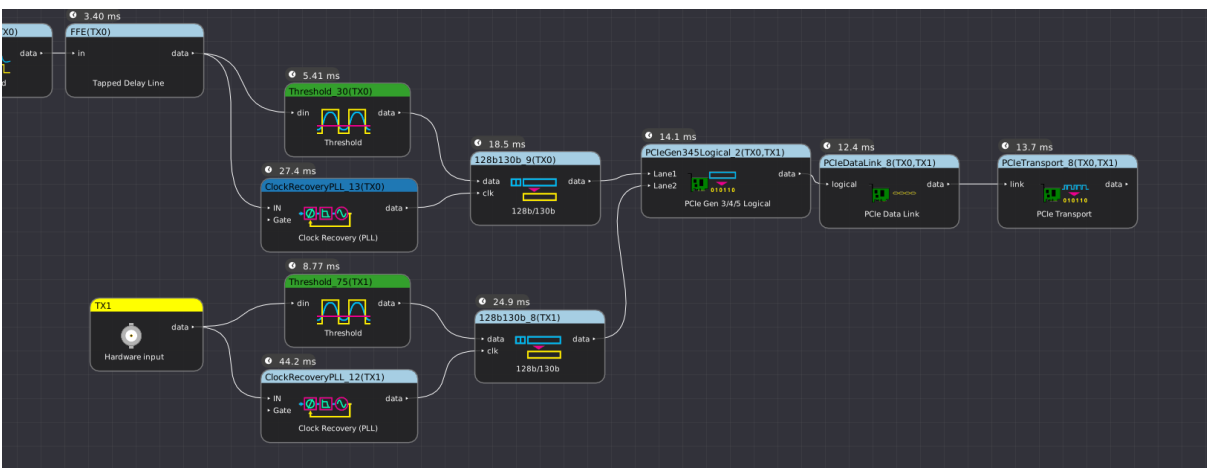 3.40 ms
X0)
data
d
FFE(TX0)
in
data
Tapped Delay Line
5.41 ms
Threshold_30(TX0)
din
data
Threshold
27.4 ms
ClockRecoveryPLL_13(TX0)
IN
data
Gate
Clock Recovery (PLL)
18.5 ms
128b130b_9(TX0)
data
data
clk
128b/130b
14.1 ms
PCIeGen345Logical_2(TX0,TX1)
Lane1
data
Lane2
010110
PCIe Gen 3/4/5 Logical
12.4 ms
PCIeDataLink_8(TX0,TX1)
logical
data
PCIe Data Link
13.7 ms
PCIeTransport_8(TX0,TX1)
link
data
010110
PCIe Transport
TX1
data
Hardware input
8.77 ms
Threshold_75(TX1)
din
data
Threshold
44.2 ms
ClockRecoveryPLL_12(TX1)
IN
data
Gate
Clock Recovery (PLL)
24.9 ms
128b130b_8(TX1)
data
data
clk
128b/130b